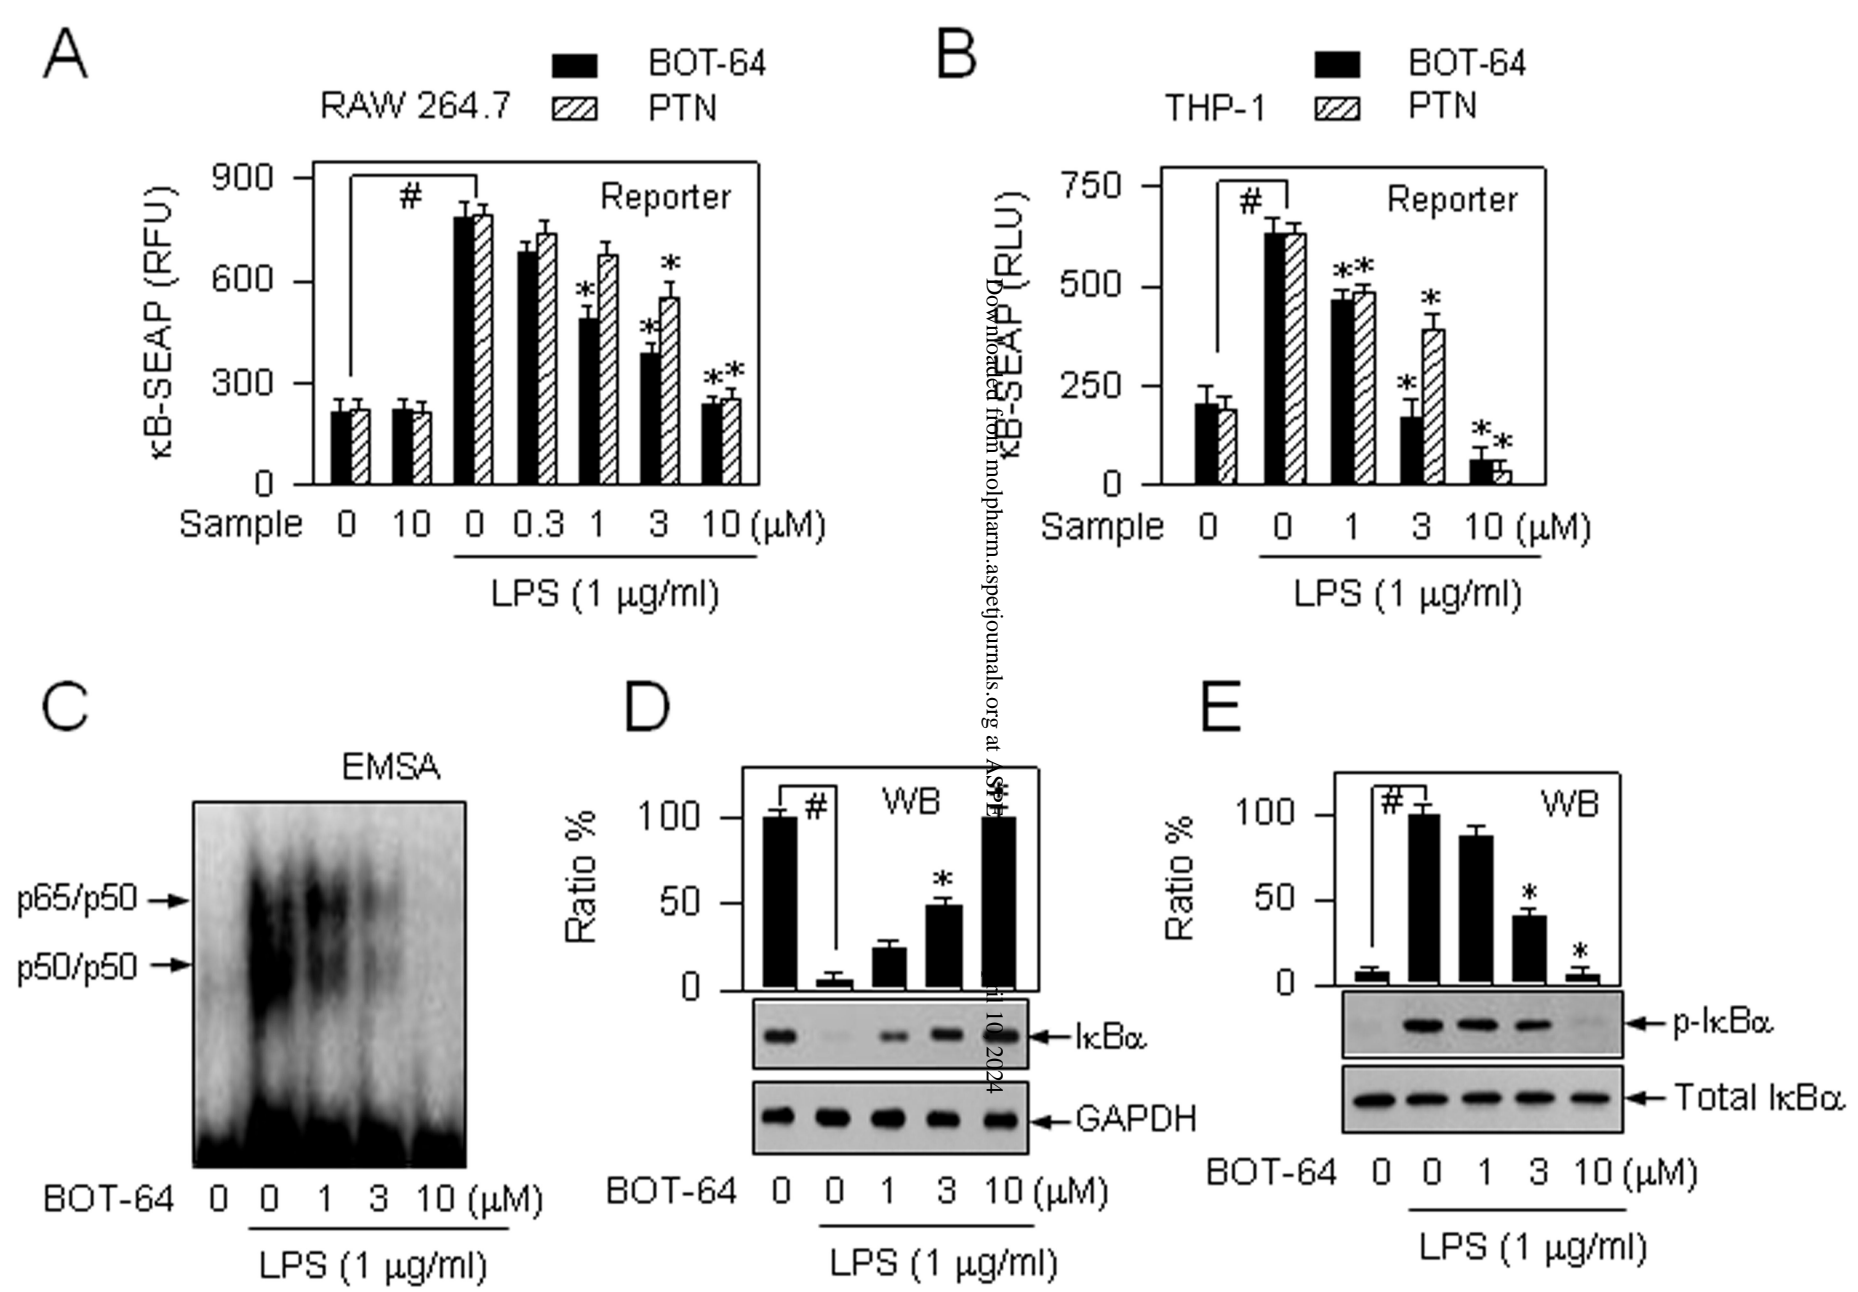 A
BOT-64
PTN
RAW 264.7
κB-SEAP (RFU)
900
600
300
0
#
Reporter
*
*
*
*
*
Sample 0 10 0 0.3 1 3 10 (μM)
LPS (1 μg/ml)
B
BOT-64
PTN
THP-1
κB-SEAP (RLU)
750
500
250
0
#
Reporter
* *
*
*
*
*
Sample 0 0 1 3 10 (μM)
LPS (1 μg/ml)
Downloaded from molpharm.aspetjournals.org at ASPE
il 10 2024
C
EMSA
p65/p50
p50/p50
BOT-64 0 0 1 3 10 (μM)
LPS (1 μg/ml)
D
Ratio %
100
50
0
#
WB
*
IκBα
GAPDH
BOT-64 0 0 1 3 10 (μM)
LPS (1 μg/ml)
E
Ratio %
100
50
0
#
WB
*
*
p-IκBα
Total IκBα
BOT-64 0 0 1 3 10 (μM)
LPS (1 μg/ml)